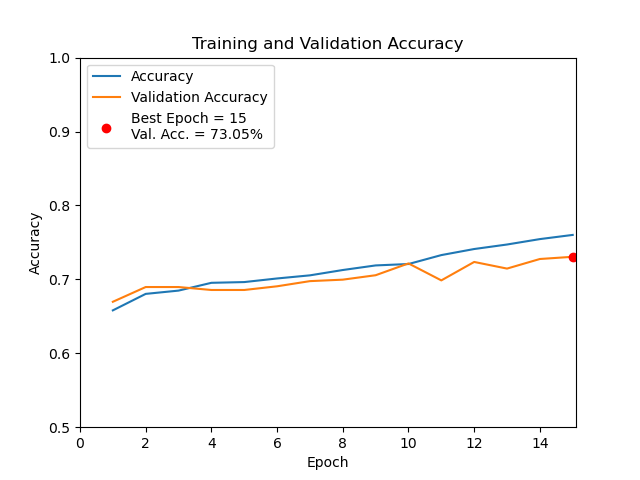 Training and Validation Accuracy
Accuracy
Validation Accuracy
Best Epoch = 15
Val. Acc. = 73.05%
1.0
0.9
0.8
0.7
0.6
0.5
Accuracy
0 2 4 6 8 10 12 14
Epoch